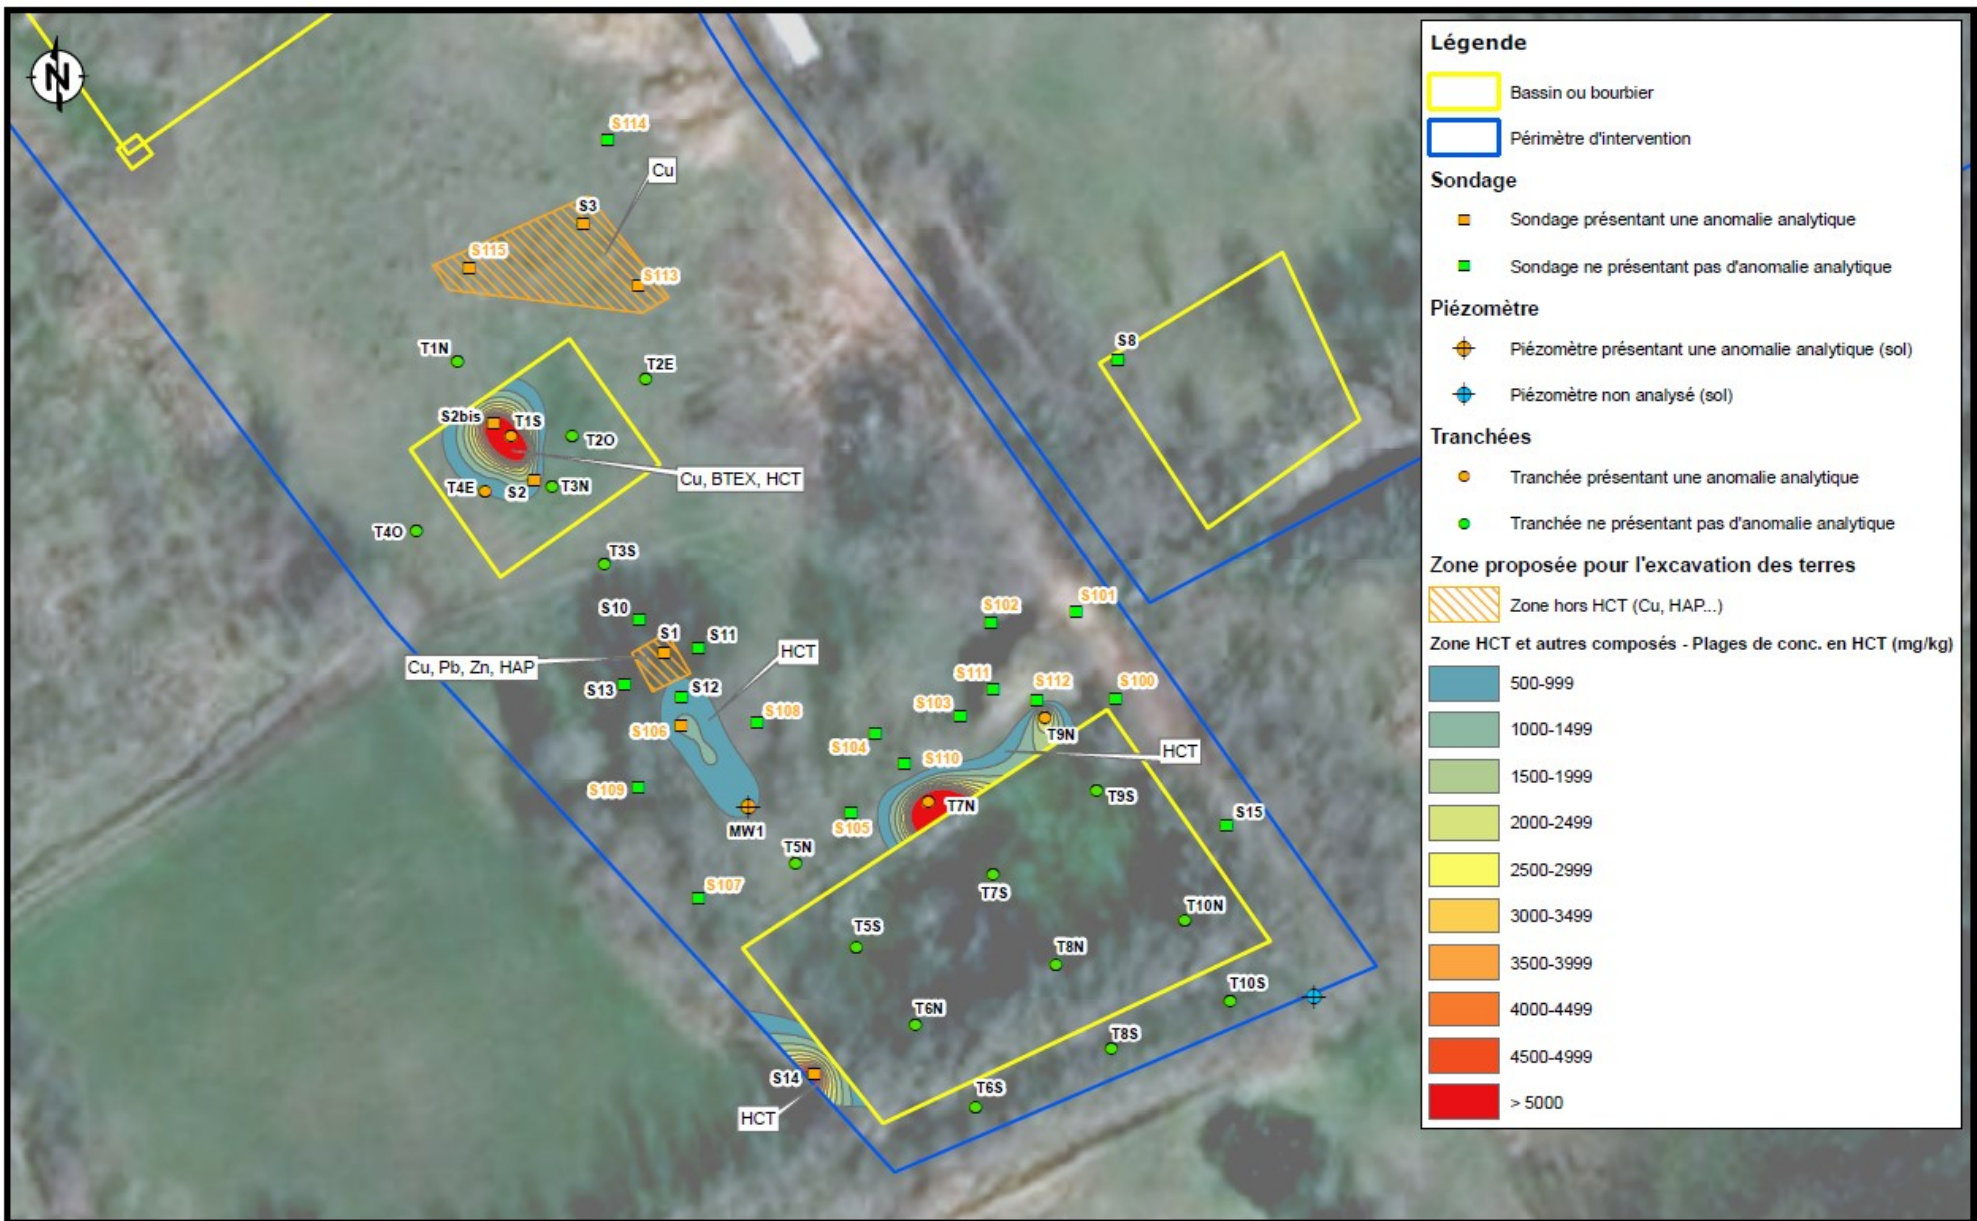 N
S114
Cu
S3
S115
S113
T1N
T2E
S2bis
T1S
T2O
Cu, BTEX, HCT
T4E
S2
T3N
T4O
T3S
S8
S10
S1
S11
HCT
Cu, Pb, Zn, HAP
S13
S12
S106
S108
S109
MW1
T5N
S107
S102
S101
S111
S112
S100
S103
S104
T9N
HCT
S110
T7N
T9S
S105
S15
T7S
T10N
T5S
T8N
T10S
T6N
T8S
S14
T6S
HCT
Légende
Bassin ou bourbier
Périmètre d'intervention
Sondage
Sondage présentant une anomalie analytique
Sondage ne présentant pas d'anomalie analytique
Piézomètre
Piézomètre présentant une anomalie analytique (sol)
Piézomètre non analysé (sol)
Tranchées
Tranchée présentant une anomalie analytique
Tranchée ne présentant pas d'anomalie analytique
Zone proposée pour l'excavation des terres
Zone hors HCT (Cu, HAP...)
Zone HCT et autres composés - Plages de conc. en HCT (mg/kg)
500-999
1000-1499
1500-1999
2000-2499
2500-2999
3000-3499
3500-3999
4000-4499
4500-4999
> 5000